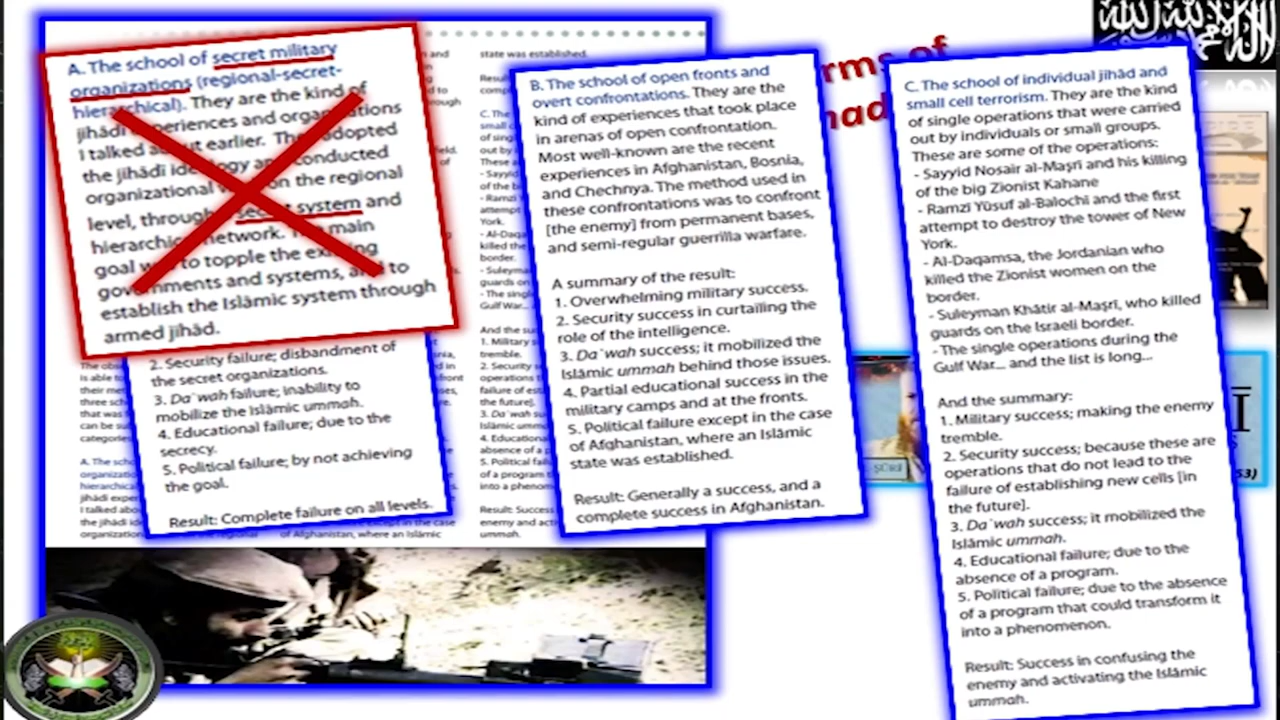 A. The school of secret military
organizations (regional-secret-
hierarchical). They are the kind of
jihādī experiences and organizations
I talked about earlier. They adopted
the jihādī ideology and conducted
organizational on the regional
level, through secret system and
hierarchic network. main
goal was to topple the existing
governments and systems, and to
establish the Islāmic system through
armed jihād.
2. Security failure; disbandment of
the secret organizations.
3. Da`wah failure; inability to
mobilize the Islāmic ummah.
4. Educational failure; due to the
secrecy.
5. Political failure; by not achieving
the goal.
Result: Complete failure on all levels.
state was established.
B. The school of open fronts and
overt confrontations. They are the
kind of experiences that took place
in arenas of open confrontation.
Most well-known are the recent
experiences in Afghanistan, Bosnia,
and Chechnya. The method used in
these confrontations was to confront
[the enemy] from permanent bases,
and semi-regular guerrilla warfare.
A summary of the result:
1. Overwhelming military success.
2. Security success in curtailing the
role of the intelligence.
3. Da`wah success; it mobilized the
Islāmic ummah behind those issues.
4. Partial educational success in the
military camps and at the fronts.
5. Political failure except in the case
of Afghanistan, where an Islāmic
state was established.
Result: Generally a success, and a
complete success in Afghanistan.
rms of
had
C. The school of individual jihād and
small cell terrorism. They are the kind
of single operations that were carried
out by individuals or small groups.
These are some of the operations:
- Sayyid Nosair al-Maṣrī and his killing
of the big Zionist Kahane
- Ramzī Yūsuf al-Balochī and the first
attempt to destroy the tower of New
York.
- Al-Daqamsa, the Jordanian who
killed the Zionist women on the
border.
- Suleyman Khāṭir al-Maṣrī, who killed
guards on the Israeli border.
- The single operations during the
Gulf War... and the list is long...
And the summary:
1. Military success; making the enemy
tremble.
2. Security success; because these are
operations that do not lead to the
failure of establishing new cells [in
the future].
3. Da`wah success; it mobilized the
Islāmic ummah.
4. Educational failure; due to the
absence of a program.
5. Political failure; due to the absence
of a program that could transform it
into a phenomenon.
Result: Success in confusing the
enemy and activating the Islāmic
ummah.